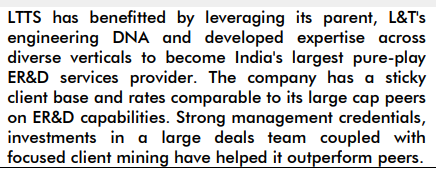 LTTS has benefitted by leveraging its parent, L&T's
engineering DNA and developed expertise across
diverse verticals to become India's largest pure-play
ER&D services provider. The company has a sticky
client base and rates comparable to its large cap peers
on ER&D capabilities. Strong management credentials,
investments in a large deals team coupled with
focused client mining have helped it outperform peers.